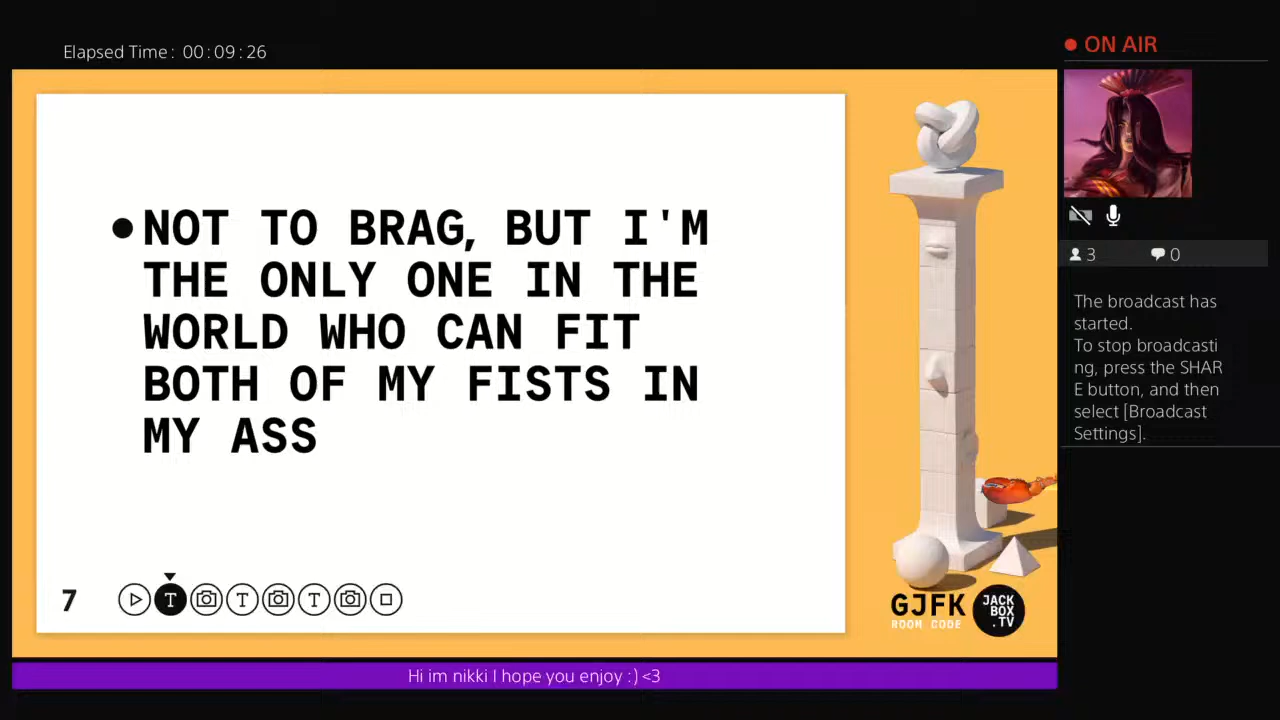 Elapsed Time: 00:09:26
ON AIR
NOT TO BRAG, BUT I'M
THE ONLY ONE IN THE
WORLD WHO CAN FIT
BOTH OF MY FISTS IN
MY ASS
3
0
The broadcast has
started.
To stop broadcasti
ng, press the SHAR
E button, and then
select [Broadcast
Settings].
7
T
T
T
GJFK
ROOM CODE
JACK
BOX
.TV
Hi im nikki I hope you enjoy :) <3